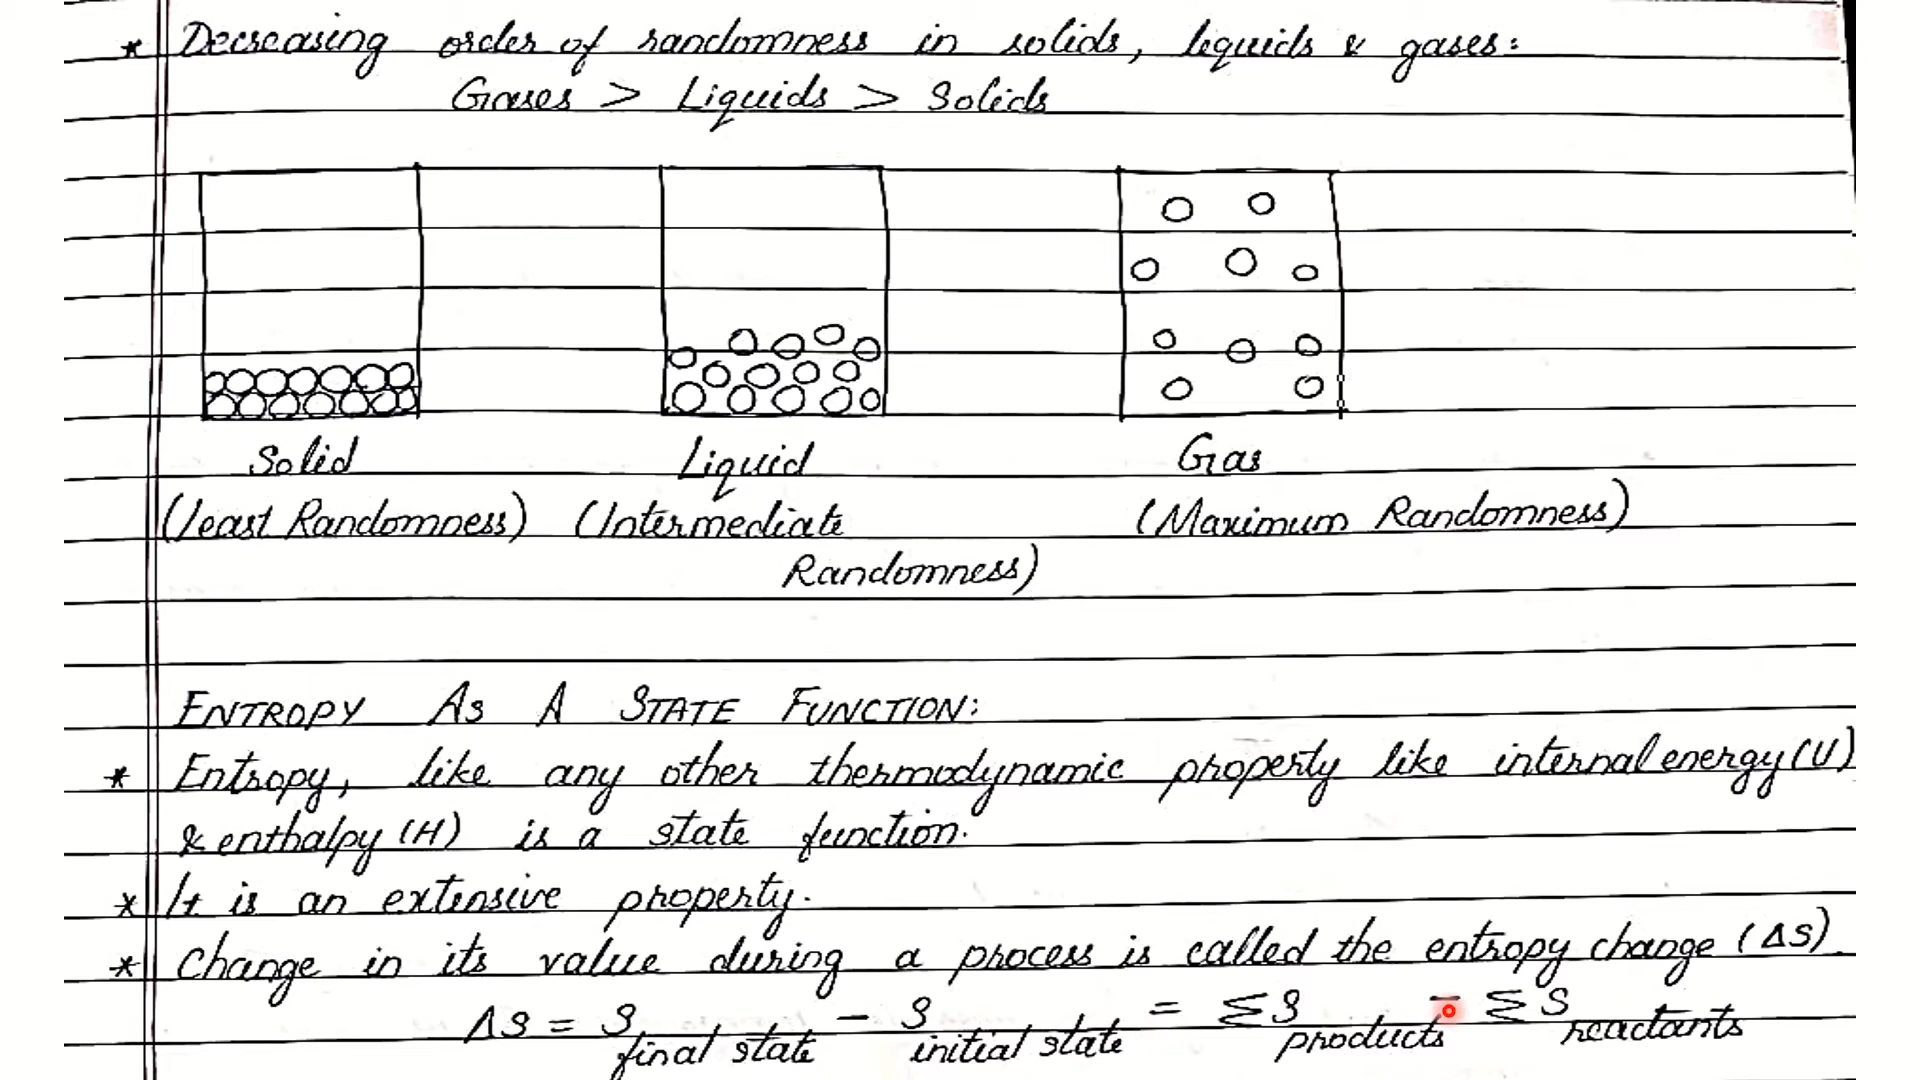 * Decreasing order of randomness in solids, liquids & gases:
Gases > Liquids > Solids
Solid Liquid Gas
(least Randomness) (Intermediate (Maximum Randomness)
Randomness)
ENTROPY AS A STATE FUNCTION:
* Entropy, like any other thermodynamic property like internal energy (U)
& enthalpy (H) is a state function.
* It is an extensive property.
* Change in its value during a process is called the entropy change (ΔS).
ΔS = S final state - S initial state = ΣS products - ΣS reactants